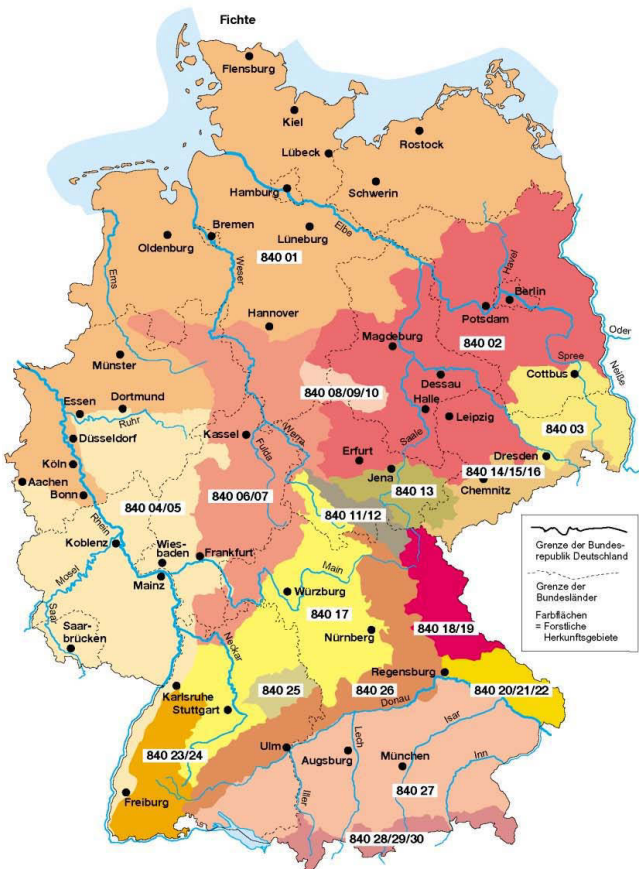 Fichte
Flensburg
Kiel
Rostock
Lübeck
Hamburg
Schwerin
Elbe
Bremen
Lüneburg
Oldenburg
840 01
Weser
Ems
Havel
Hannover
Berlin
Potsdam
Oder
Magdeburg
840 02
Münster
Spree
Neiße
Dessau
Cottbus
840 08/09/10
Essen
Dortmund
Halle
Leipzig
Ruhr
Kassel
Werra
Saale
840 03
Düsseldorf
Fulda
Erfurt
Dresden
Köln
Jena
840 14/15/16
Aachen
840 13
Chemnitz
Bonn
840 04/05
840 06/07
840 11/12
Rhein
Koblenz
Wies-
baden
Frankfurt
Mosel
Mainz
Main
Würzburg
Saar
840 17
Saar-
brücken
Nürnberg
840 18/19
Neckar
Regensburg
840 25
840 26
840 20/21/22
Karlsruhe
Donau
Stuttgart
Isar
840 23/24
Ulm
Lech
Inn
Augsburg
München
Freiburg
Iller
840 27
840 28/29/30
Grenze der Bundes-
republik Deutschland
Grenze der
Bundesländer
Farbflächen
= Forstliche
Herkunftsgebiete